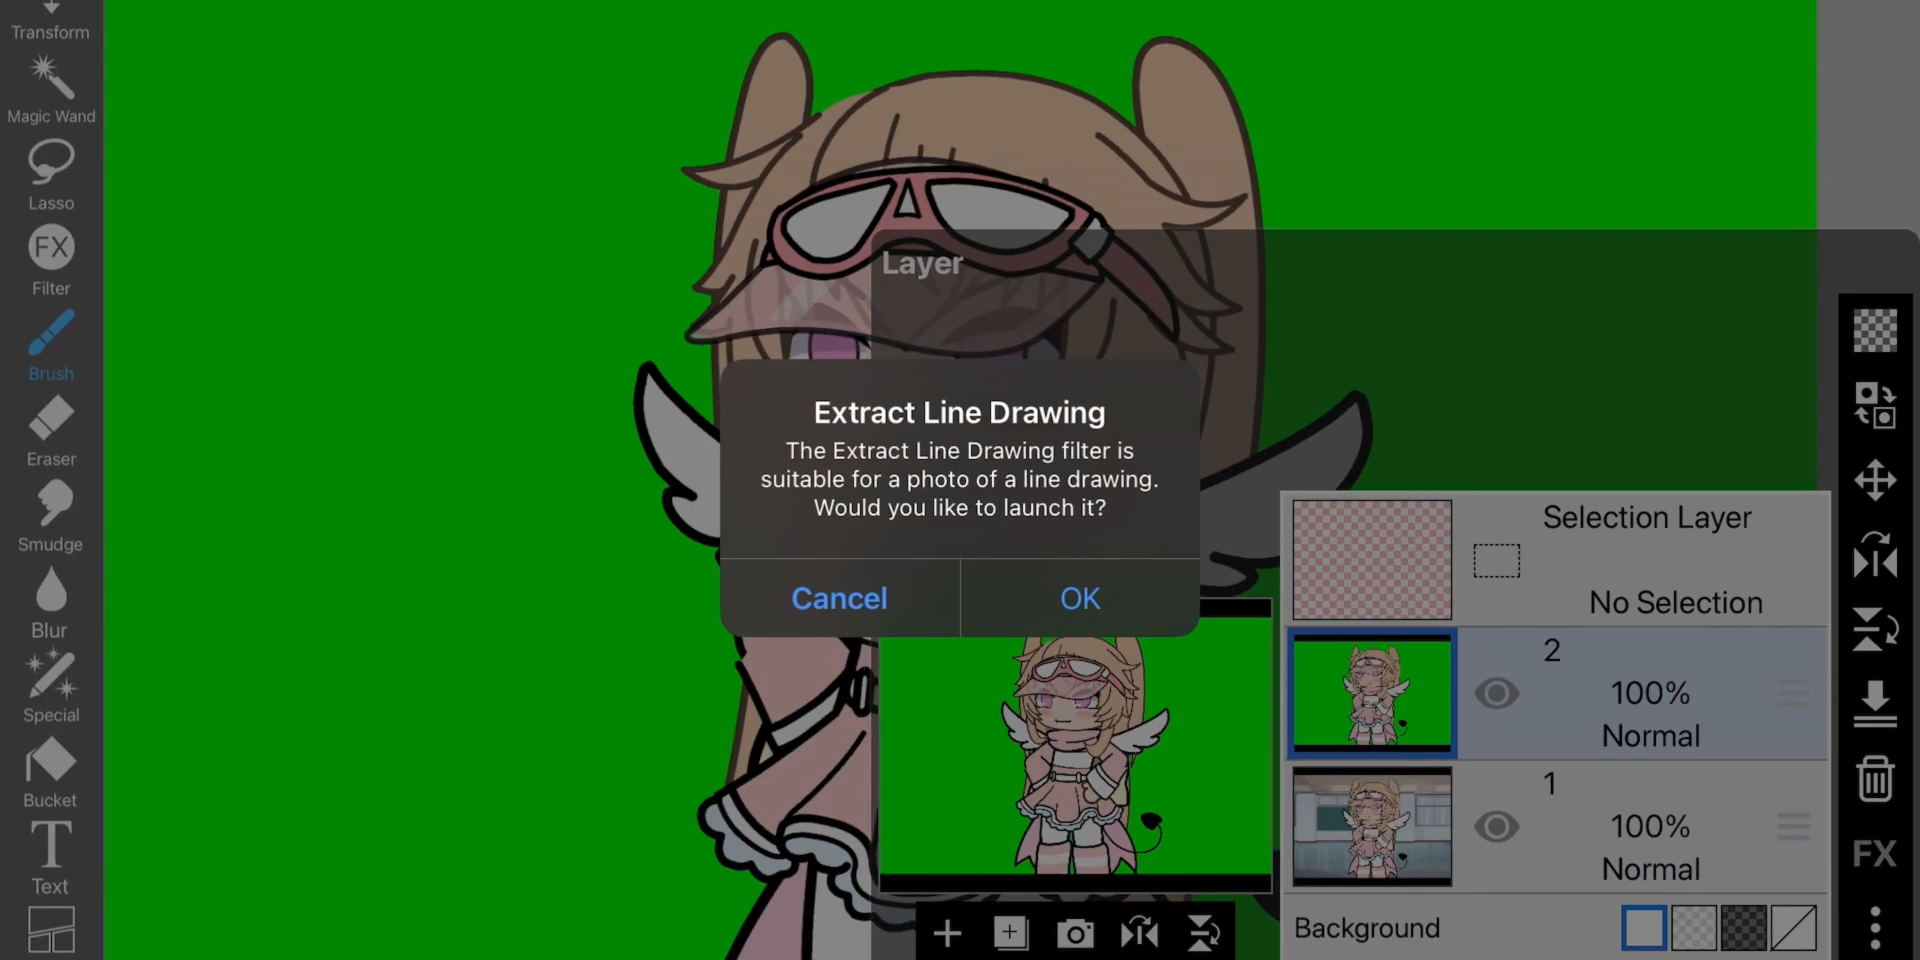 Transform
Magic Wand
Lasso
FX
Filter
Brush
Eraser
Smudge
Blur
Special
Bucket
T
Text
Layer
Extract Line Drawing
The Extract Line Drawing filter is
suitable for a photo of a line drawing.
Would you like to launch it?
Cancel
OK
Selection Layer
No Selection
2
100%
Normal
1
100%
Normal
Background
FX